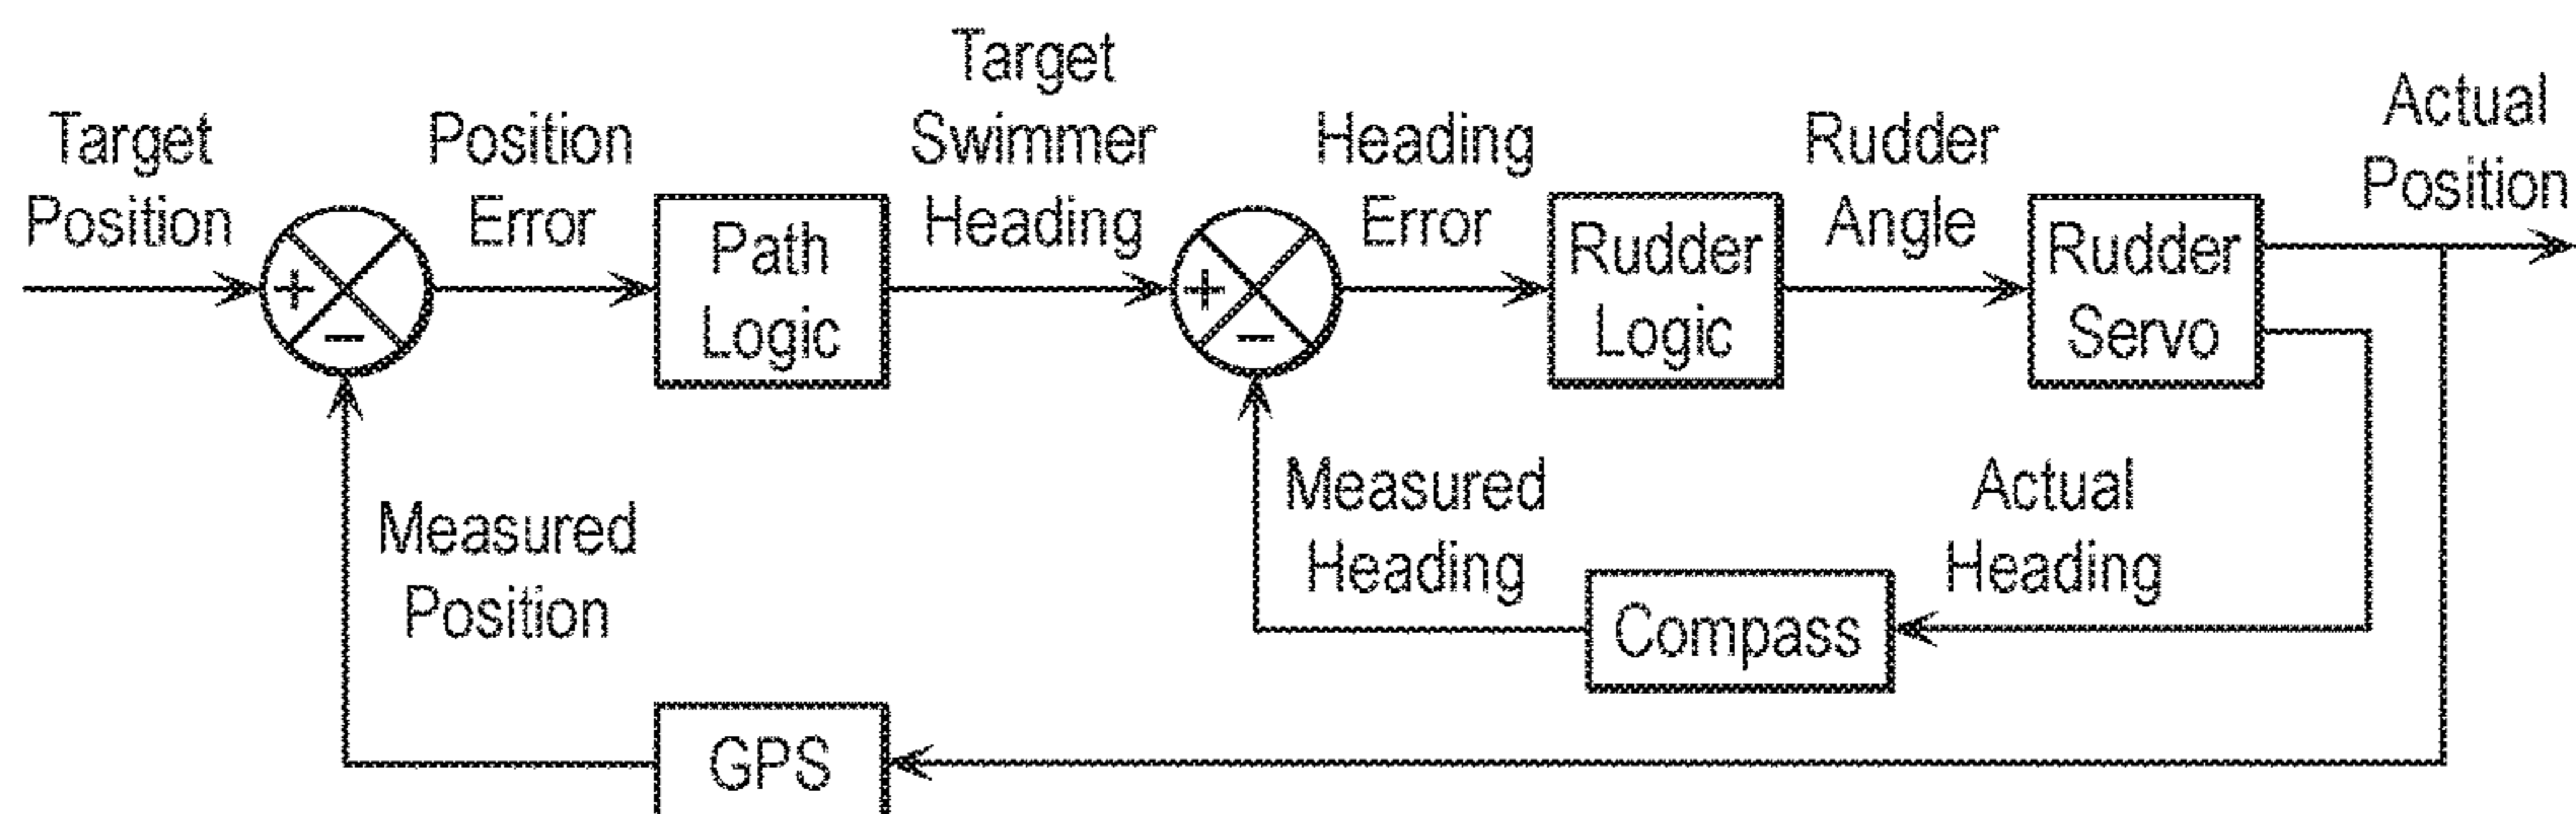 Target
Position
+
−
Position
Error
Path
Logic
Target
Swimmer
Heading
+
−
Heading
Error
Rudder
Logic
Rudder
Angle
Rudder
Servo
Actual
Position
Measured
Position
Measured
Heading
Compass
Actual
Heading
GPS